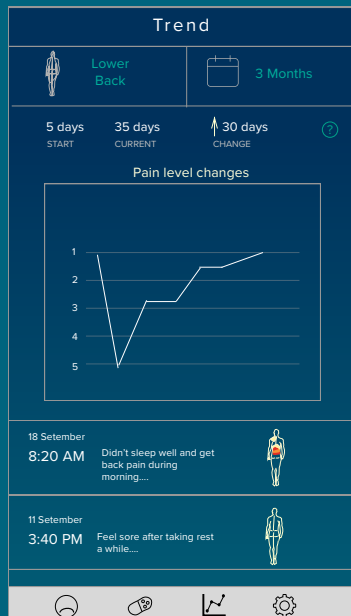 Trend
Lower
Back
3 Months
5 days 35 days 30 days
START CURRENT CHANGE
?
Pain level changes
1
2
3
4
5
18 Setember
8:20 AM
Didn't sleep well and get
back pain during
morning....
11 Setember
3:40 PM
Feel sore after taking rest
a while....